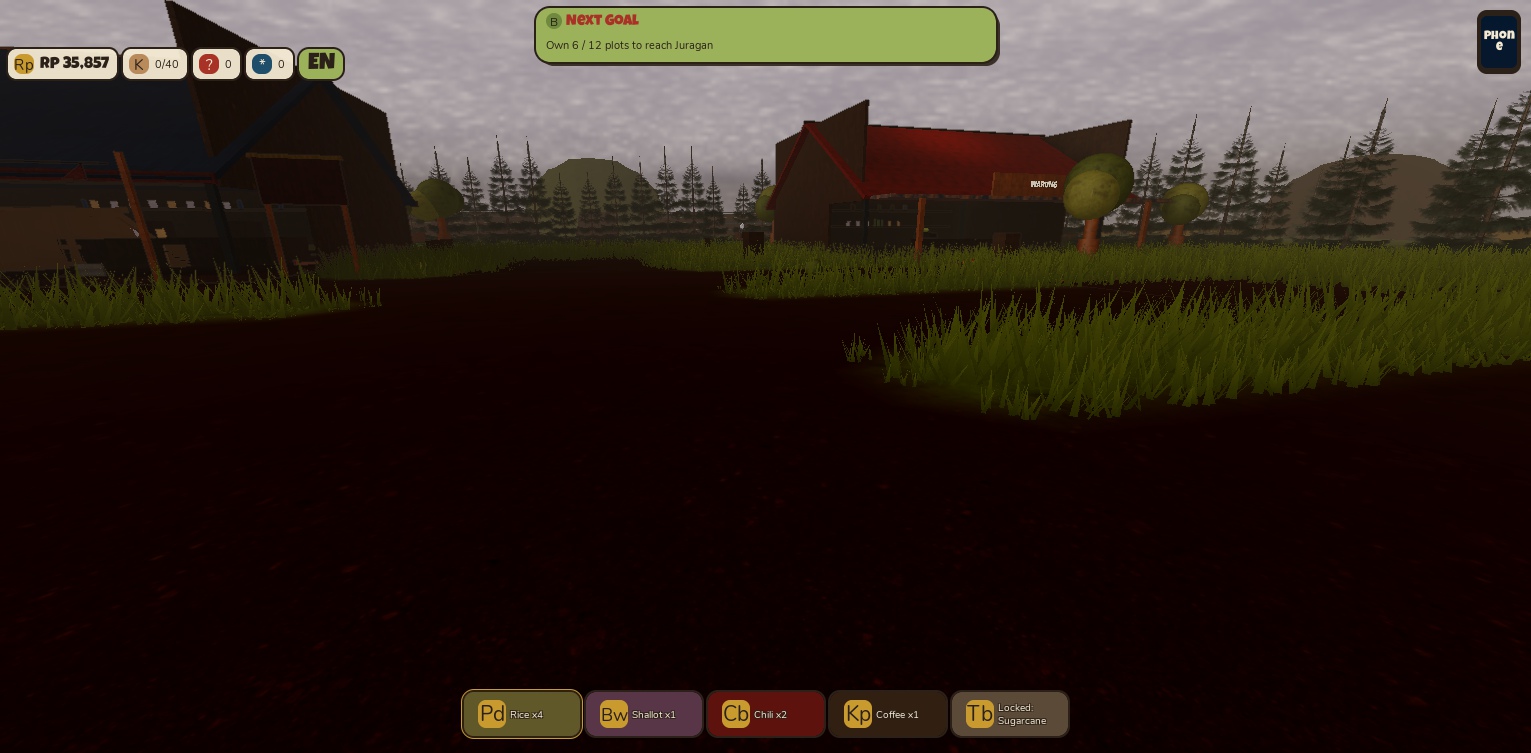 B NEXT GOAL
Own 6 / 12 plots to reach Juragan
Phon
e
Rp RP 35,857
K 0/40
? 0
* 0
EN
WARUNG
Pd Rice x4
Bw Shallot x1
Cb Chili x2
Kp Coffee x1
Tb Locked:
Sugarcane